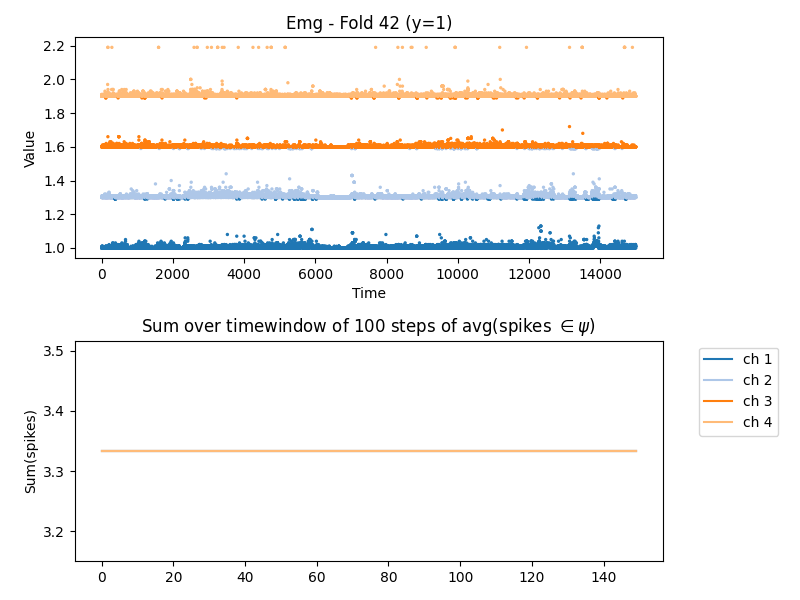 Emg - Fold 42 (y=1)
2.2
2.0
1.8
1.6
1.4
1.2
1.0
Value
0 2000 4000 6000 8000 10000 12000 14000
Time
Sum over timewindow of 100 steps of avg(spikes ∈ψ)
3.5
3.4
3.3
3.2
Sum(spikes)
0 20 40 60 80 100 120 140
ch 1
ch 2
ch 3
ch 4